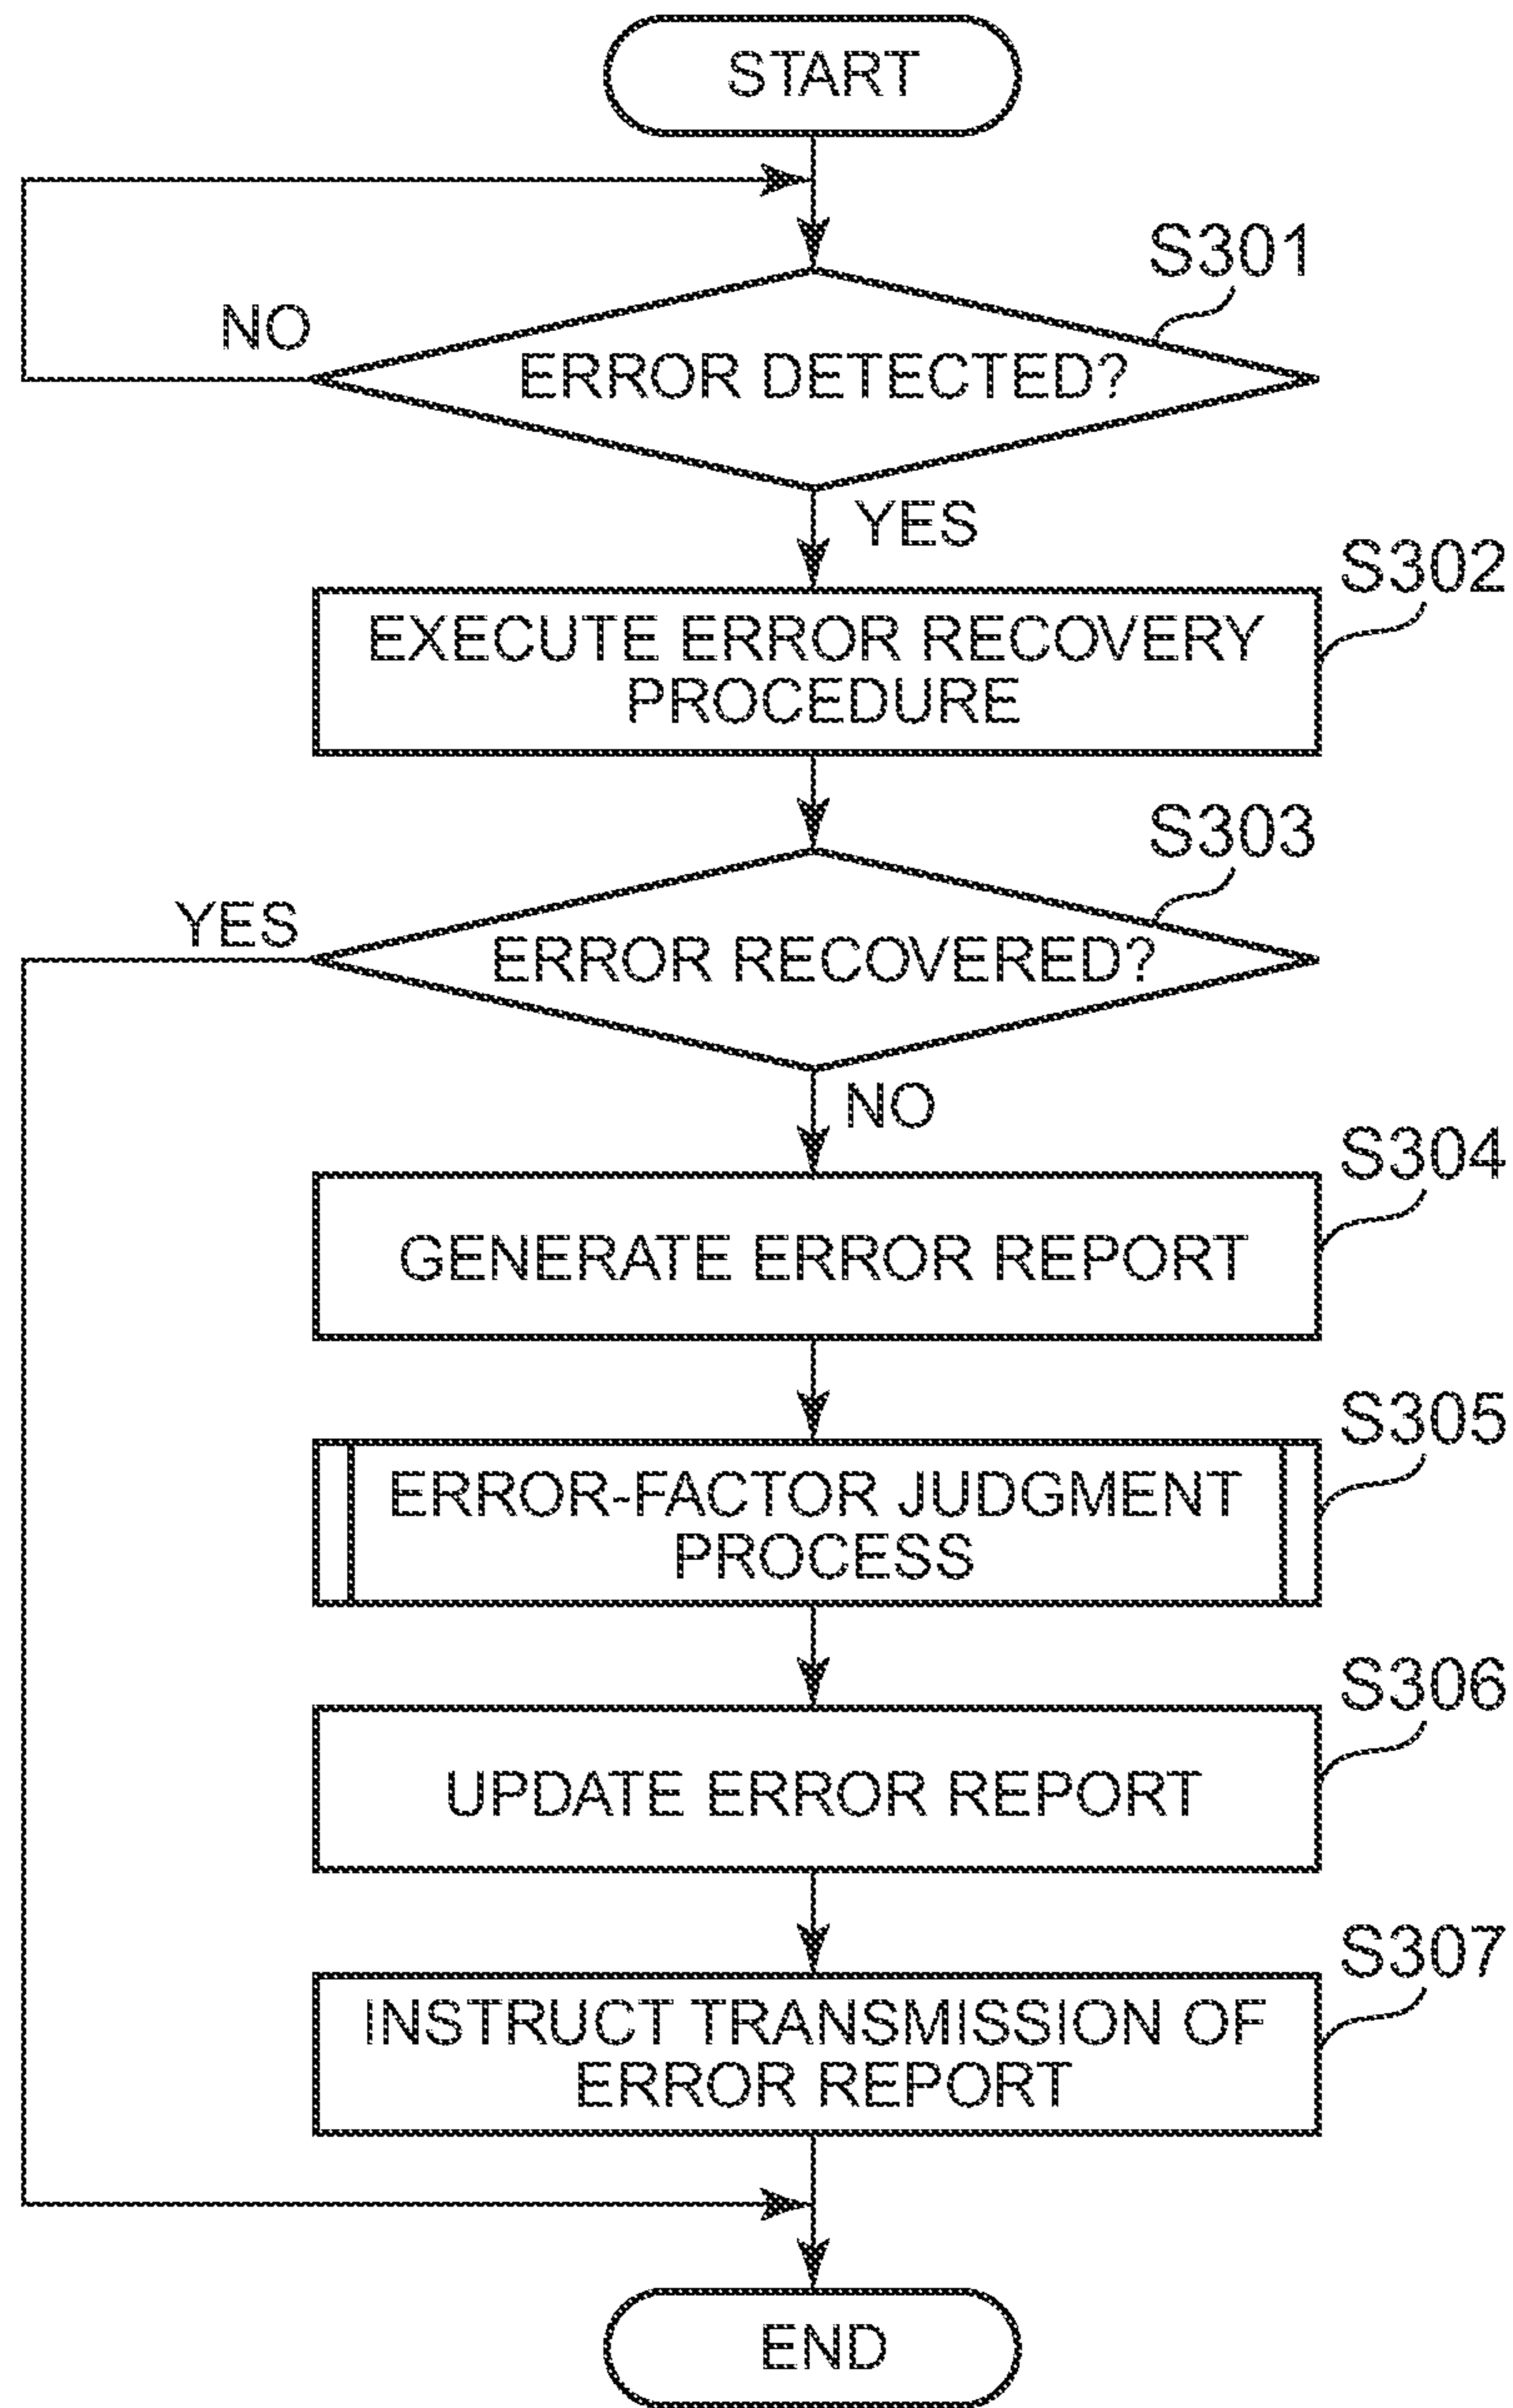 START
S301
NO
ERROR DETECTED?
YES
S302
EXECUTE ERROR RECOVERY
PROCEDURE
S303
YES
ERROR RECOVERED?
NO
S304
GENERATE ERROR REPORT
S305
ERROR-FACTOR JUDGMENT
PROCESS
S306
UPDATE ERROR REPORT
S307
INSTRUCT TRANSMISSION OF
ERROR REPORT
END